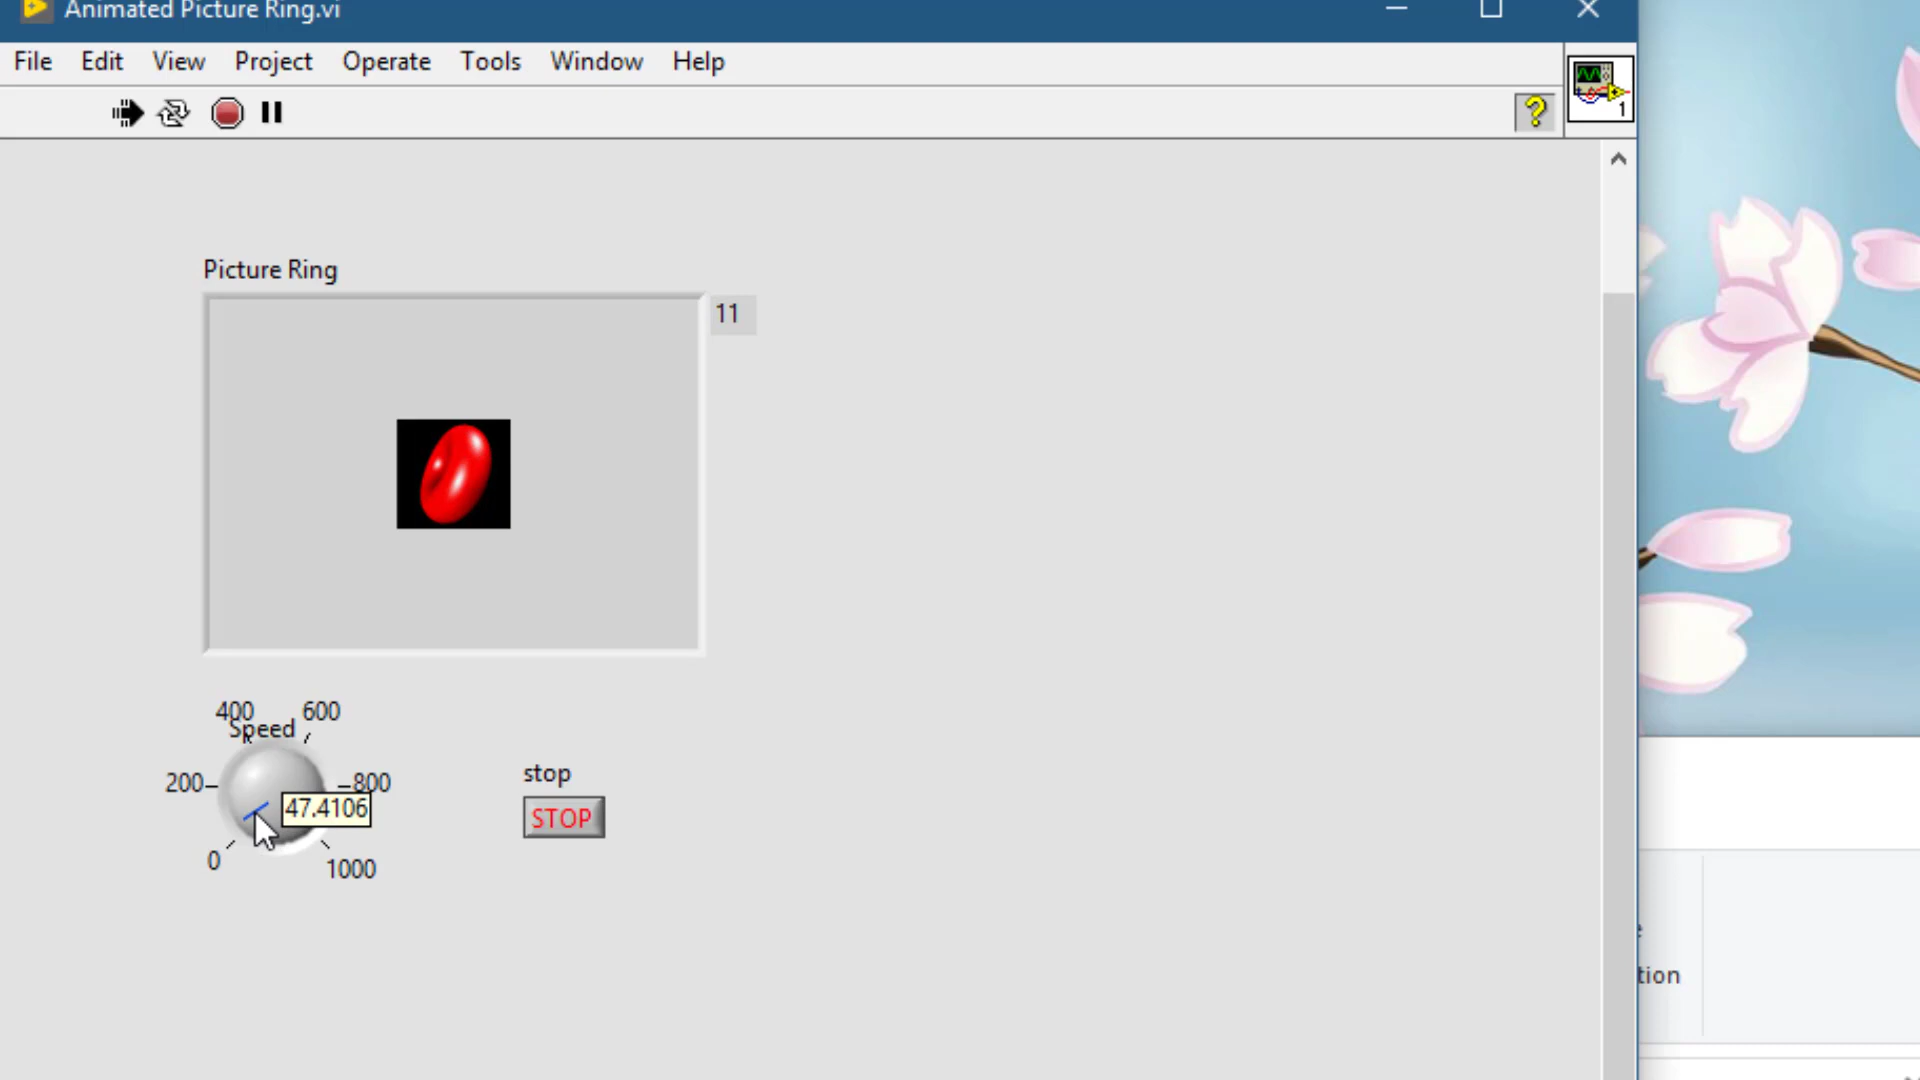 Animated Picture Ring.vi
File Edit View Project Operate Tools Window Help
?
1
Picture Ring
11
400 600
Speed
200 800
47.4106
0 1000
stop
STOP
tion